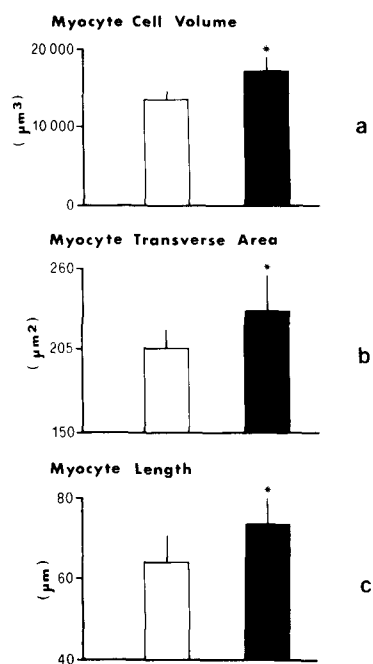 Myocyte Cell Volume
20 000
*
10 000
(μm3)
0
a
Myocyte Transverse Area
260
*
205
(μm2)
150
b
Myocyte Length
80
*
60
(μm)
40
c